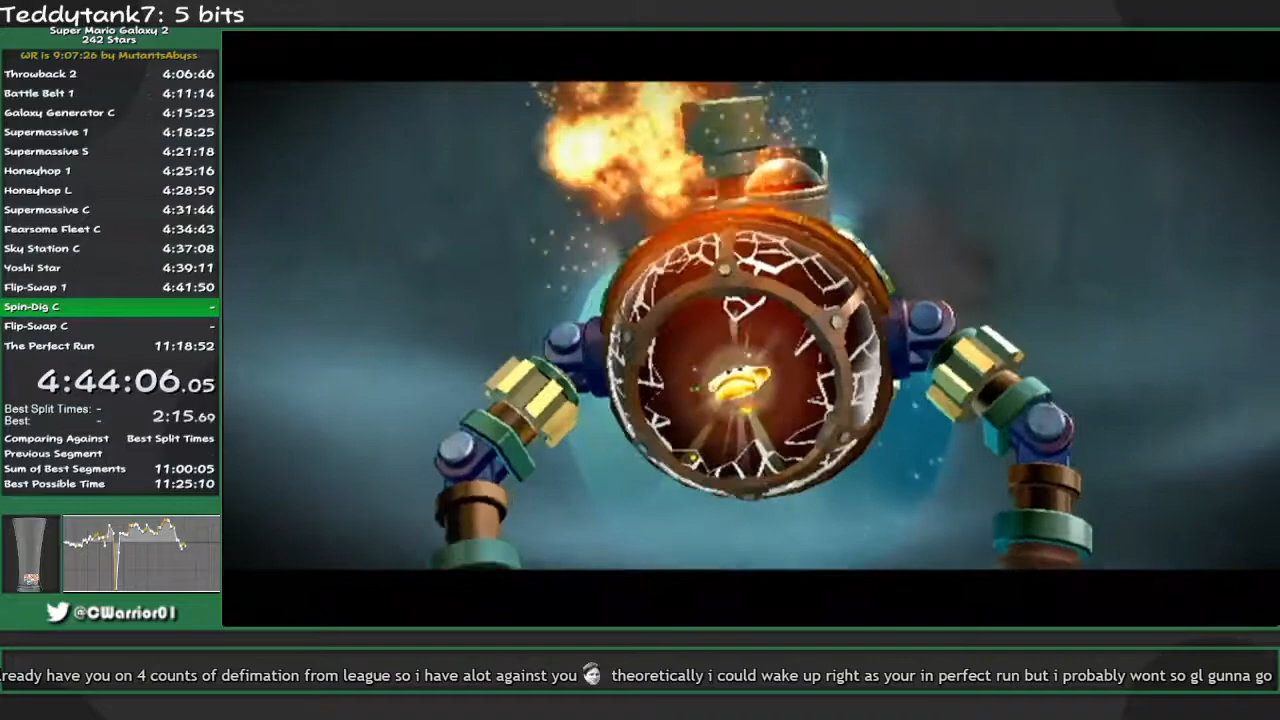 Teddytank7: 5 bits
Super Mario Galaxy 2
242 Stars
WR is 9:07:26 by MutantsAbyss
Throwback 2 4:06:46
Battle Belt 1 4:11:14
Galaxy Generator C 4:15:23
Supermassive 1 4:18:25
Supermassive S 4:21:18
Honeyhop 1 4:25:16
Honeyhop L 4:28:59
Supermassive C 4:31:44
Fearsome Fleet C 4:34:43
Sky Station C 4:37:08
Yoshi Star 4:39:11
Flip-Swap 1 4:41:50
Spin-Dig C -
Flip-Swap C -
The Perfect Run 11:18:52
4:44:06.05
Best Split Times: -
Best: - 2:15.69
Comparing Against Best Split Times
Previous Segment
Sum of Best Segments 11:00:05
Best Possible Time 11:25:10
@CWarrior01
ready have you on 4 counts of defimation from league so i have alot against you theoretically i could wake up right as your in perfect run but i probably wont so gl gunna go